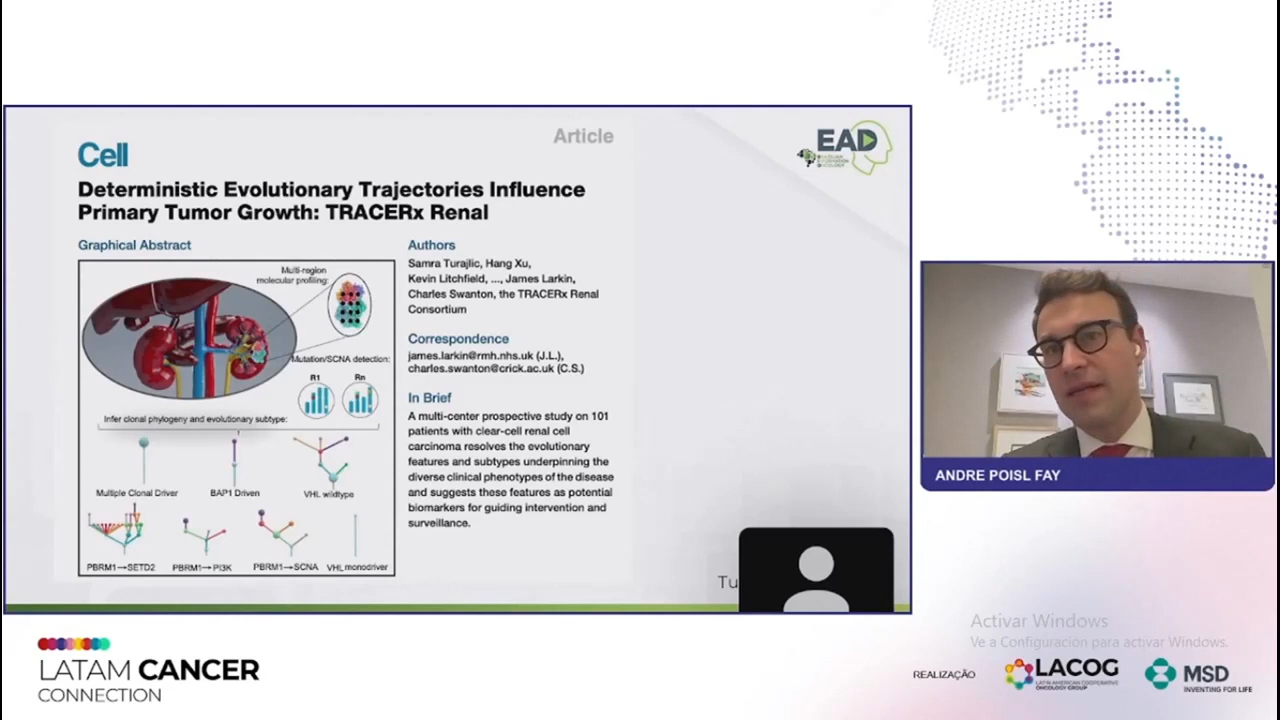 Article
EAD
Cell
Deterministic Evolutionary Trajectories Influence
Primary Tumor Growth: TRACERx Renal
Graphical Abstract
Multi-region
molecular profiling:
Mutation/SCNA detection:
R1
Rn
Infer clonal phylogeny and evolutionary subtype:
Multiple Clonal Driver
BAP1 Driven
VHL wildtype
PBRM1→SETD2
PBRM1→PI3K
PBRM1→SCNA
VHL monodriver
Authors
Samra Turajlic, Hang Xu,
Kevin Litchfield, ..., James Larkin,
Charles Swanton, the TRACERx Renal
Consortium
Correspondence
james.larkin@rmh.nhs.uk (J.L.),
charles.swanton@crick.ac.uk (C.S.)
In Brief
A multi-center prospective study on 101
patients with clear-cell renal cell
carcinoma resolves the evolutionary
features and subtypes underpinning the
diverse clinical phenotypes of the disease
and suggests these features as potential
biomarkers for guiding intervention and
surveillance.
Tu
ANDRE POISL FAY
Activar Windows
Ve a Configuración para activar Windows.
LATAM CANCER
CONNECTION
REALIZAÇÃO
LACOG
LATIN AMERICAN COOPERATIVE
ONCOLOGY GROUP
MSD
INVENTING FOR LIFE